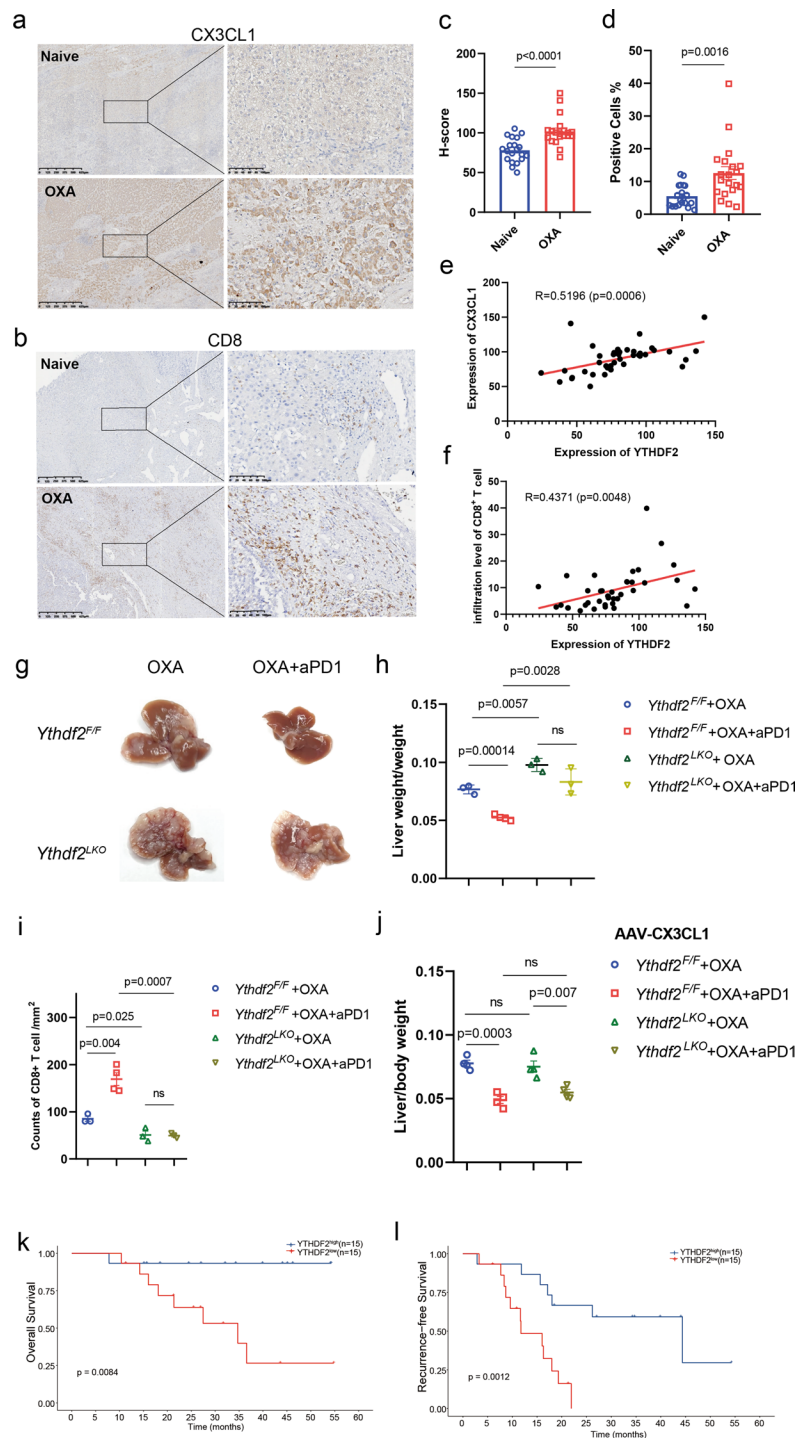 a
CX3CL1
Naive
OXA
b
CD8
Naive
OXA
c
p<0.0001
H-score
200
150
100
50
0
Naive
OXA
d
p=0.0016
Positive Cells %
50
40
30
20
10
0
Naive
OXA
e
R=0.5196 (p=0.0006)
Expression of CX3CL1
200
150
100
50
0
0
50
100
150
Expression of YTHDF2
f
R=0.4371 (p=0.0048)
infiltration level of CD8+ T cell
50
40
30
20
10
0
0
50
100
150
Expression of YTHDF2
g
OXA
OXA+aPD1
Ythdf2F/F
Ythdf2LKO
h
p=0.0028
p=0.0057
p=0.00014
ns
Liver weight/weight
0.15
0.10
0.05
0.00
Ythdf2F/F+OXA
Ythdf2F/F+OXA+aPD1
Ythdf2LKO+ OXA
Ythdf2LKO+OXA+aPD1
i
p=0.0007
p=0.025
p=0.004
ns
Counts of CD8+ T cell /mm2
300
200
100
0
Ythdf2F/F+OXA
Ythdf2F/F+OXA+aPD1
Ythdf2LKO+OXA
Ythdf2LKO+OXA+aPD1
j
AAV-CX3CL1
ns
ns
p=0.007
p=0.0003
Liver/body weight
0.15
0.10
0.05
0.00
Ythdf2F/F+OXA
Ythdf2F/F+OXA+aPD1
Ythdf2LKO+OXA
Ythdf2LKO+OXA+aPD1
k
YTHDF2high(n=15)
YTHDF2low(n=15)
Overall Survival
1.00
0.75
0.50
0.25
0.00
p = 0.0084
0 5 10 15 20 25 30 35 40 45 50 55 60
Time (months)
l
YTHDF2high(n=15)
YTHDF2low(n=15)
Recurrence-free Survival
1.00
0.75
0.50
0.25
0.00
p = 0.0012
0 5 10 15 20 25 30 35 40 45 50 55 60
Time (months)